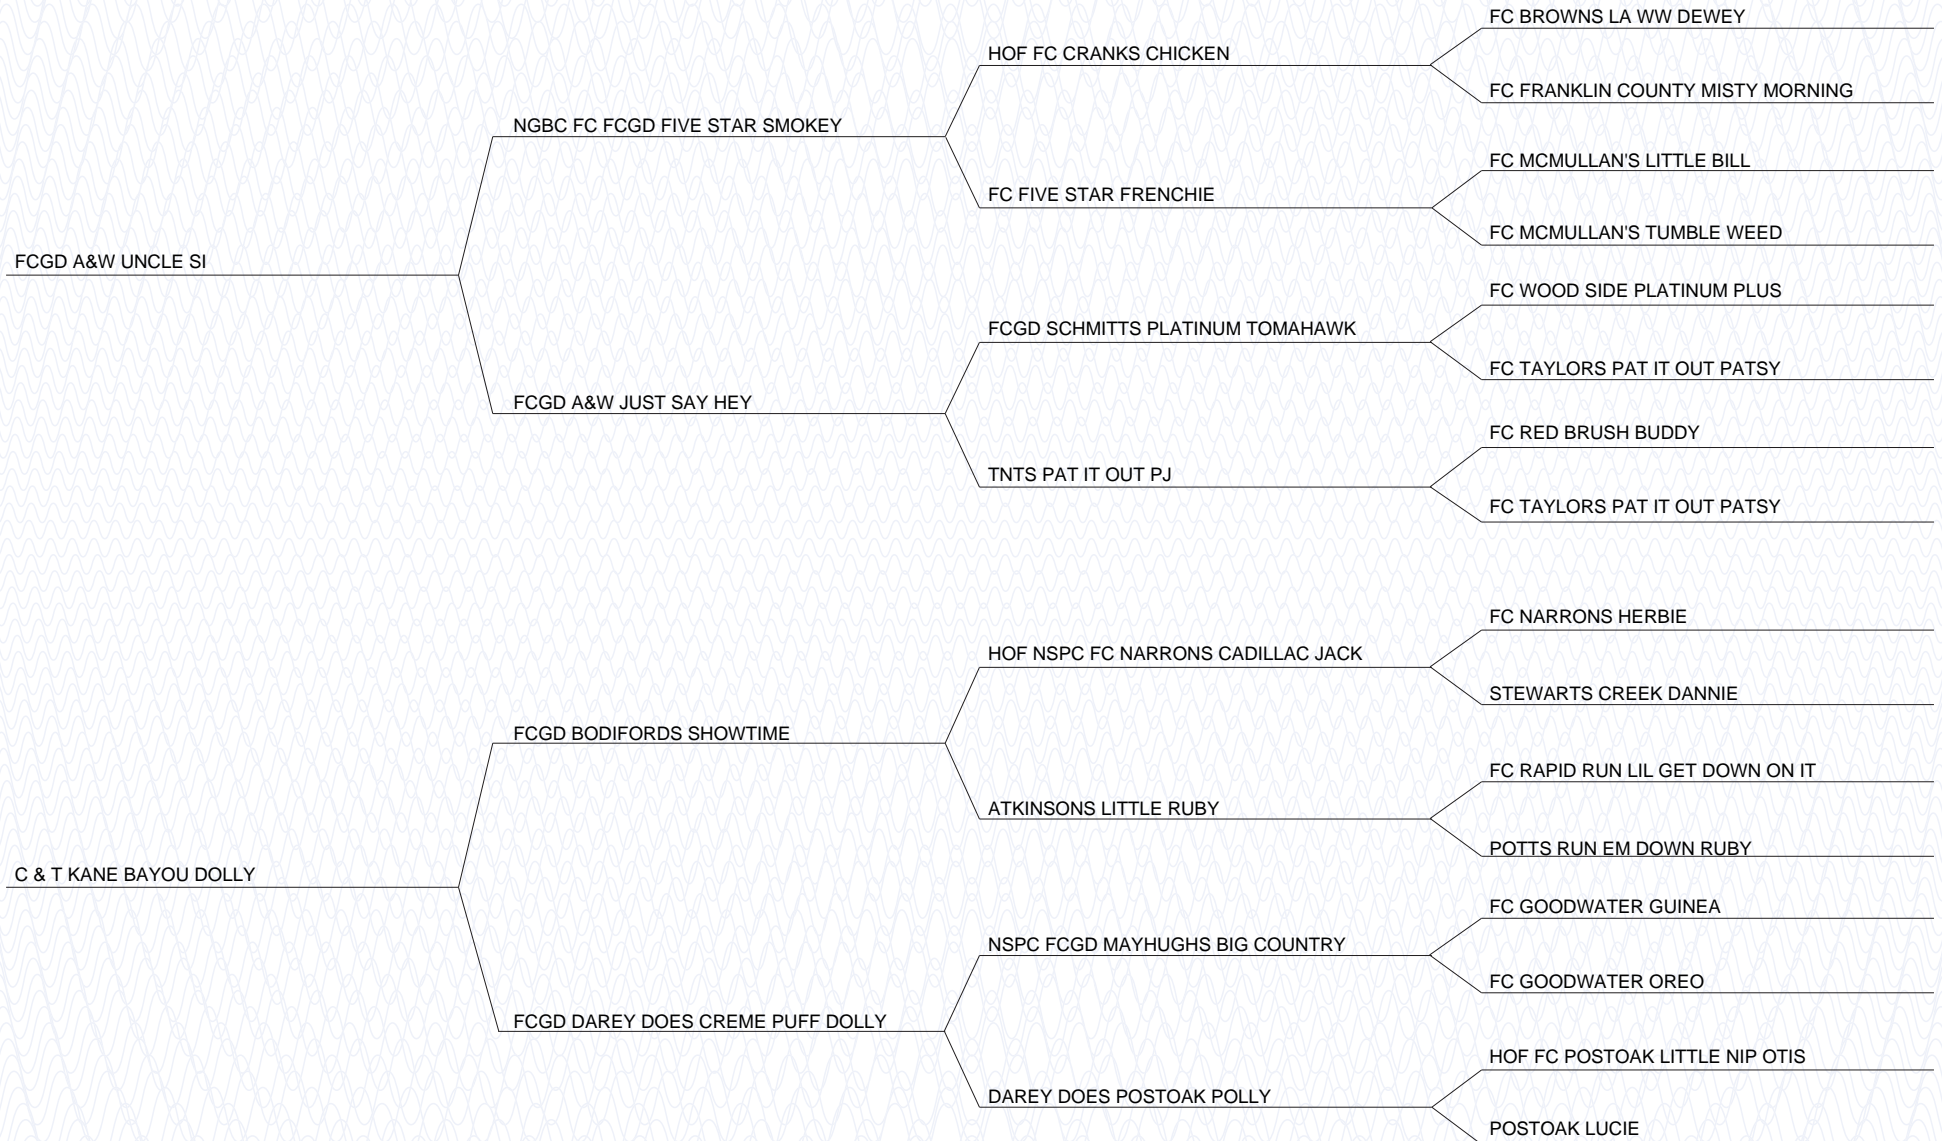 FC BROWNS LA WW DEWEY
HOF FC CRANKS CHICKEN
FC FRANKLIN COUNTY MISTY MORNING
NGBC FC FCGD FIVE STAR SMOKEY
FC MCMULLAN'S LITTLE BILL
FC FIVE STAR FRENCHIE
FC MCMULLAN'S TUMBLE WEED
FCGD A&W UNCLE SI
FC WOOD SIDE PLATINUM PLUS
FCGD SCHMITTS PLATINUM TOMAHAWK
FC TAYLORS PAT IT OUT PATSY
FCGD A&W JUST SAY HEY
FC RED BRUSH BUDDY
TNTS PAT IT OUT PJ
FC TAYLORS PAT IT OUT PATSY
FC NARRONS HERBIE
HOF NSPC FC NARRONS CADILLAC JACK
STEWARTS CREEK DANNIE
FCGD BODIFORDS SHOWTIME
FC RAPID RUN LIL GET DOWN ON IT
ATKINSONS LITTLE RUBY
POTTS RUN EM DOWN RUBY
C & T KANE BAYOU DOLLY
FC GOODWATER GUINEA
NSPC FCGD MAYHUGHS BIG COUNTRY
FC GOODWATER OREO
FCGD DAREY DOES CREME PUFF DOLLY
HOF FC POSTOAK LITTLE NIP OTIS
DAREY DOES POSTOAK POLLY
POSTOAK LUCIE